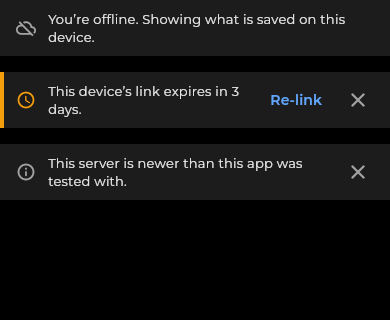 You’re offline. Showing what is saved on this
device.
This device’s link expires in 3
days.
Re-link
This server is newer than this app was
tested with.